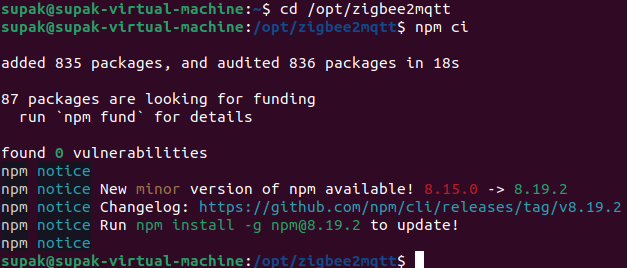 supak@supak-virtual-machine:~$ cd /opt/zigbee2mqtt
supak@supak-virtual-machine:/opt/zigbee2mqtt$ npm ci
added 835 packages, and audited 836 packages in 18s
87 packages are looking for funding
  run `npm fund` for details
found 0 vulnerabilities
npm notice
npm notice New minor version of npm available! 8.15.0 -> 8.19.2
npm notice Changelog: https://github.com/npm/cli/releases/tag/v8.19.2
npm notice Run npm install -g npm@8.19.2 to update!
npm notice
supak@supak-virtual-machine:/opt/zigbee2mqtt$